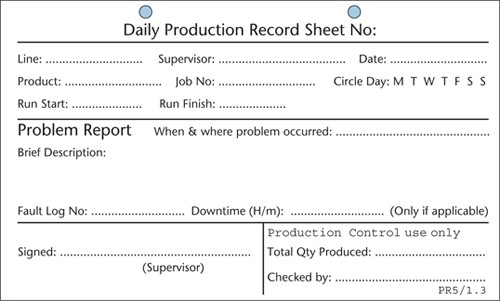 Daily Production Record Sheet No:
Line: ............................ Supervisor: ............................ Date: ............................
Product: .................... Job No: ............................ Circle Day: M T W T F S S
Run Start: .................... Run Finish: ....................
Problem Report When & where problem occurred: ............................................
Brief Description:
Fault Log No: ........................... Downtime (H/m): ........................... (Only if applicable)
Production Control use only
Signed: ............................................... Total Qty Produced: ...............................
(Supervisor)
Checked by: ............................................
PR5/1.3